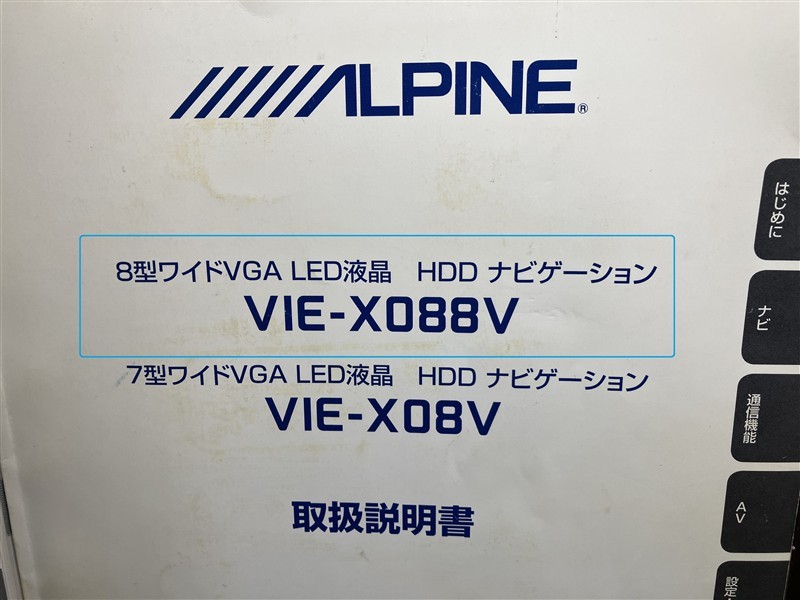 ALPINE®
8型ワイドVGA LED液晶 HDD ナビゲーション
VIE-X088V
7型ワイドVGA LED液晶 HDD ナビゲーション
VIE-X08V
取扱説明書
はじめに
ナビ
通信機能
AV
設定